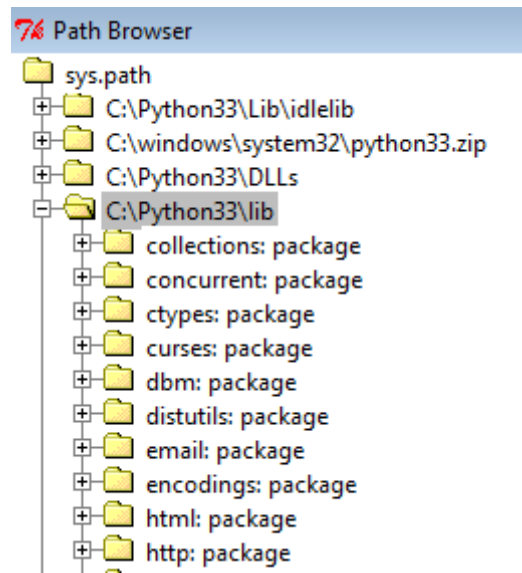 Path Browser
sys.path
C:\Python33\Lib\idlelib
C:\windows\system32\python33.zip
C:\Python33\DLLs
C:\Python33\lib
collections: package
concurrent: package
ctypes: package
curses: package
dbm: package
distutils: package
email: package
encodings: package
html: package
http: package